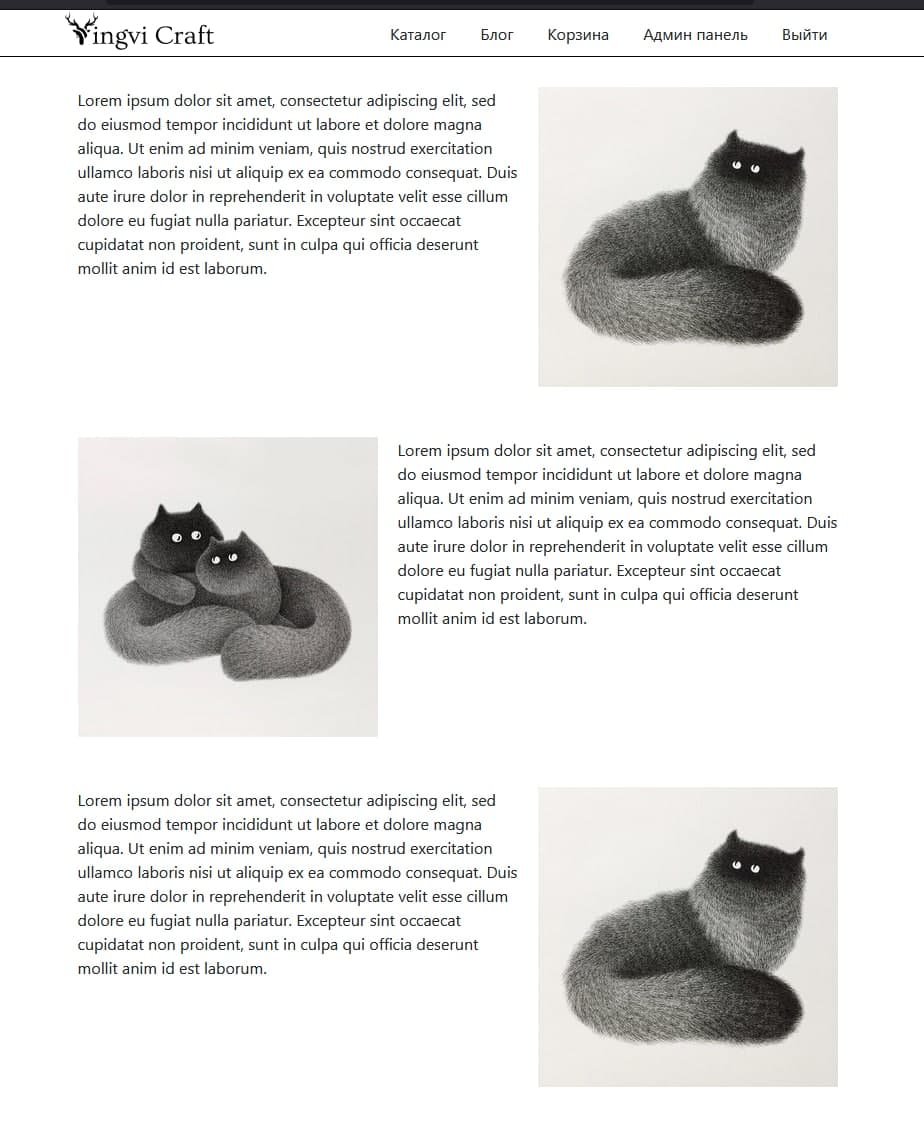 Yingvi Craft
Каталог Блог Корзина Админ панель Выйти
Lorem ipsum dolor sit amet, consectetur adipiscing elit, sed
do eiusmod tempor incididunt ut labore et dolore magna
aliqua. Ut enim ad minim veniam, quis nostrud exercitation
ullamco laboris nisi ut aliquip ex ea commodo consequat. Duis
aute irure dolor in reprehenderit in voluptate velit esse cillum
dolore eu fugiat nulla pariatur. Excepteur sint occaecat
cupidatat non proident, sunt in culpa qui officia deserunt
mollit anim id est laborum.
Lorem ipsum dolor sit amet, consectetur adipiscing elit, sed
do eiusmod tempor incididunt ut labore et dolore magna
aliqua. Ut enim ad minim veniam, quis nostrud exercitation
ullamco laboris nisi ut aliquip ex ea commodo consequat. Duis
aute irure dolor in reprehenderit in voluptate velit esse cillum
dolore eu fugiat nulla pariatur. Excepteur sint occaecat
cupidatat non proident, sunt in culpa qui officia deserunt
mollit anim id est laborum.
Lorem ipsum dolor sit amet, consectetur adipiscing elit, sed
do eiusmod tempor incididunt ut labore et dolore magna
aliqua. Ut enim ad minim veniam, quis nostrud exercitation
ullamco laboris nisi ut aliquip ex ea commodo consequat. Duis
aute irure dolor in reprehenderit in voluptate velit esse cillum
dolore eu fugiat nulla pariatur. Excepteur sint occaecat
cupidatat non proident, sunt in culpa qui officia deserunt
mollit anim id est laborum.